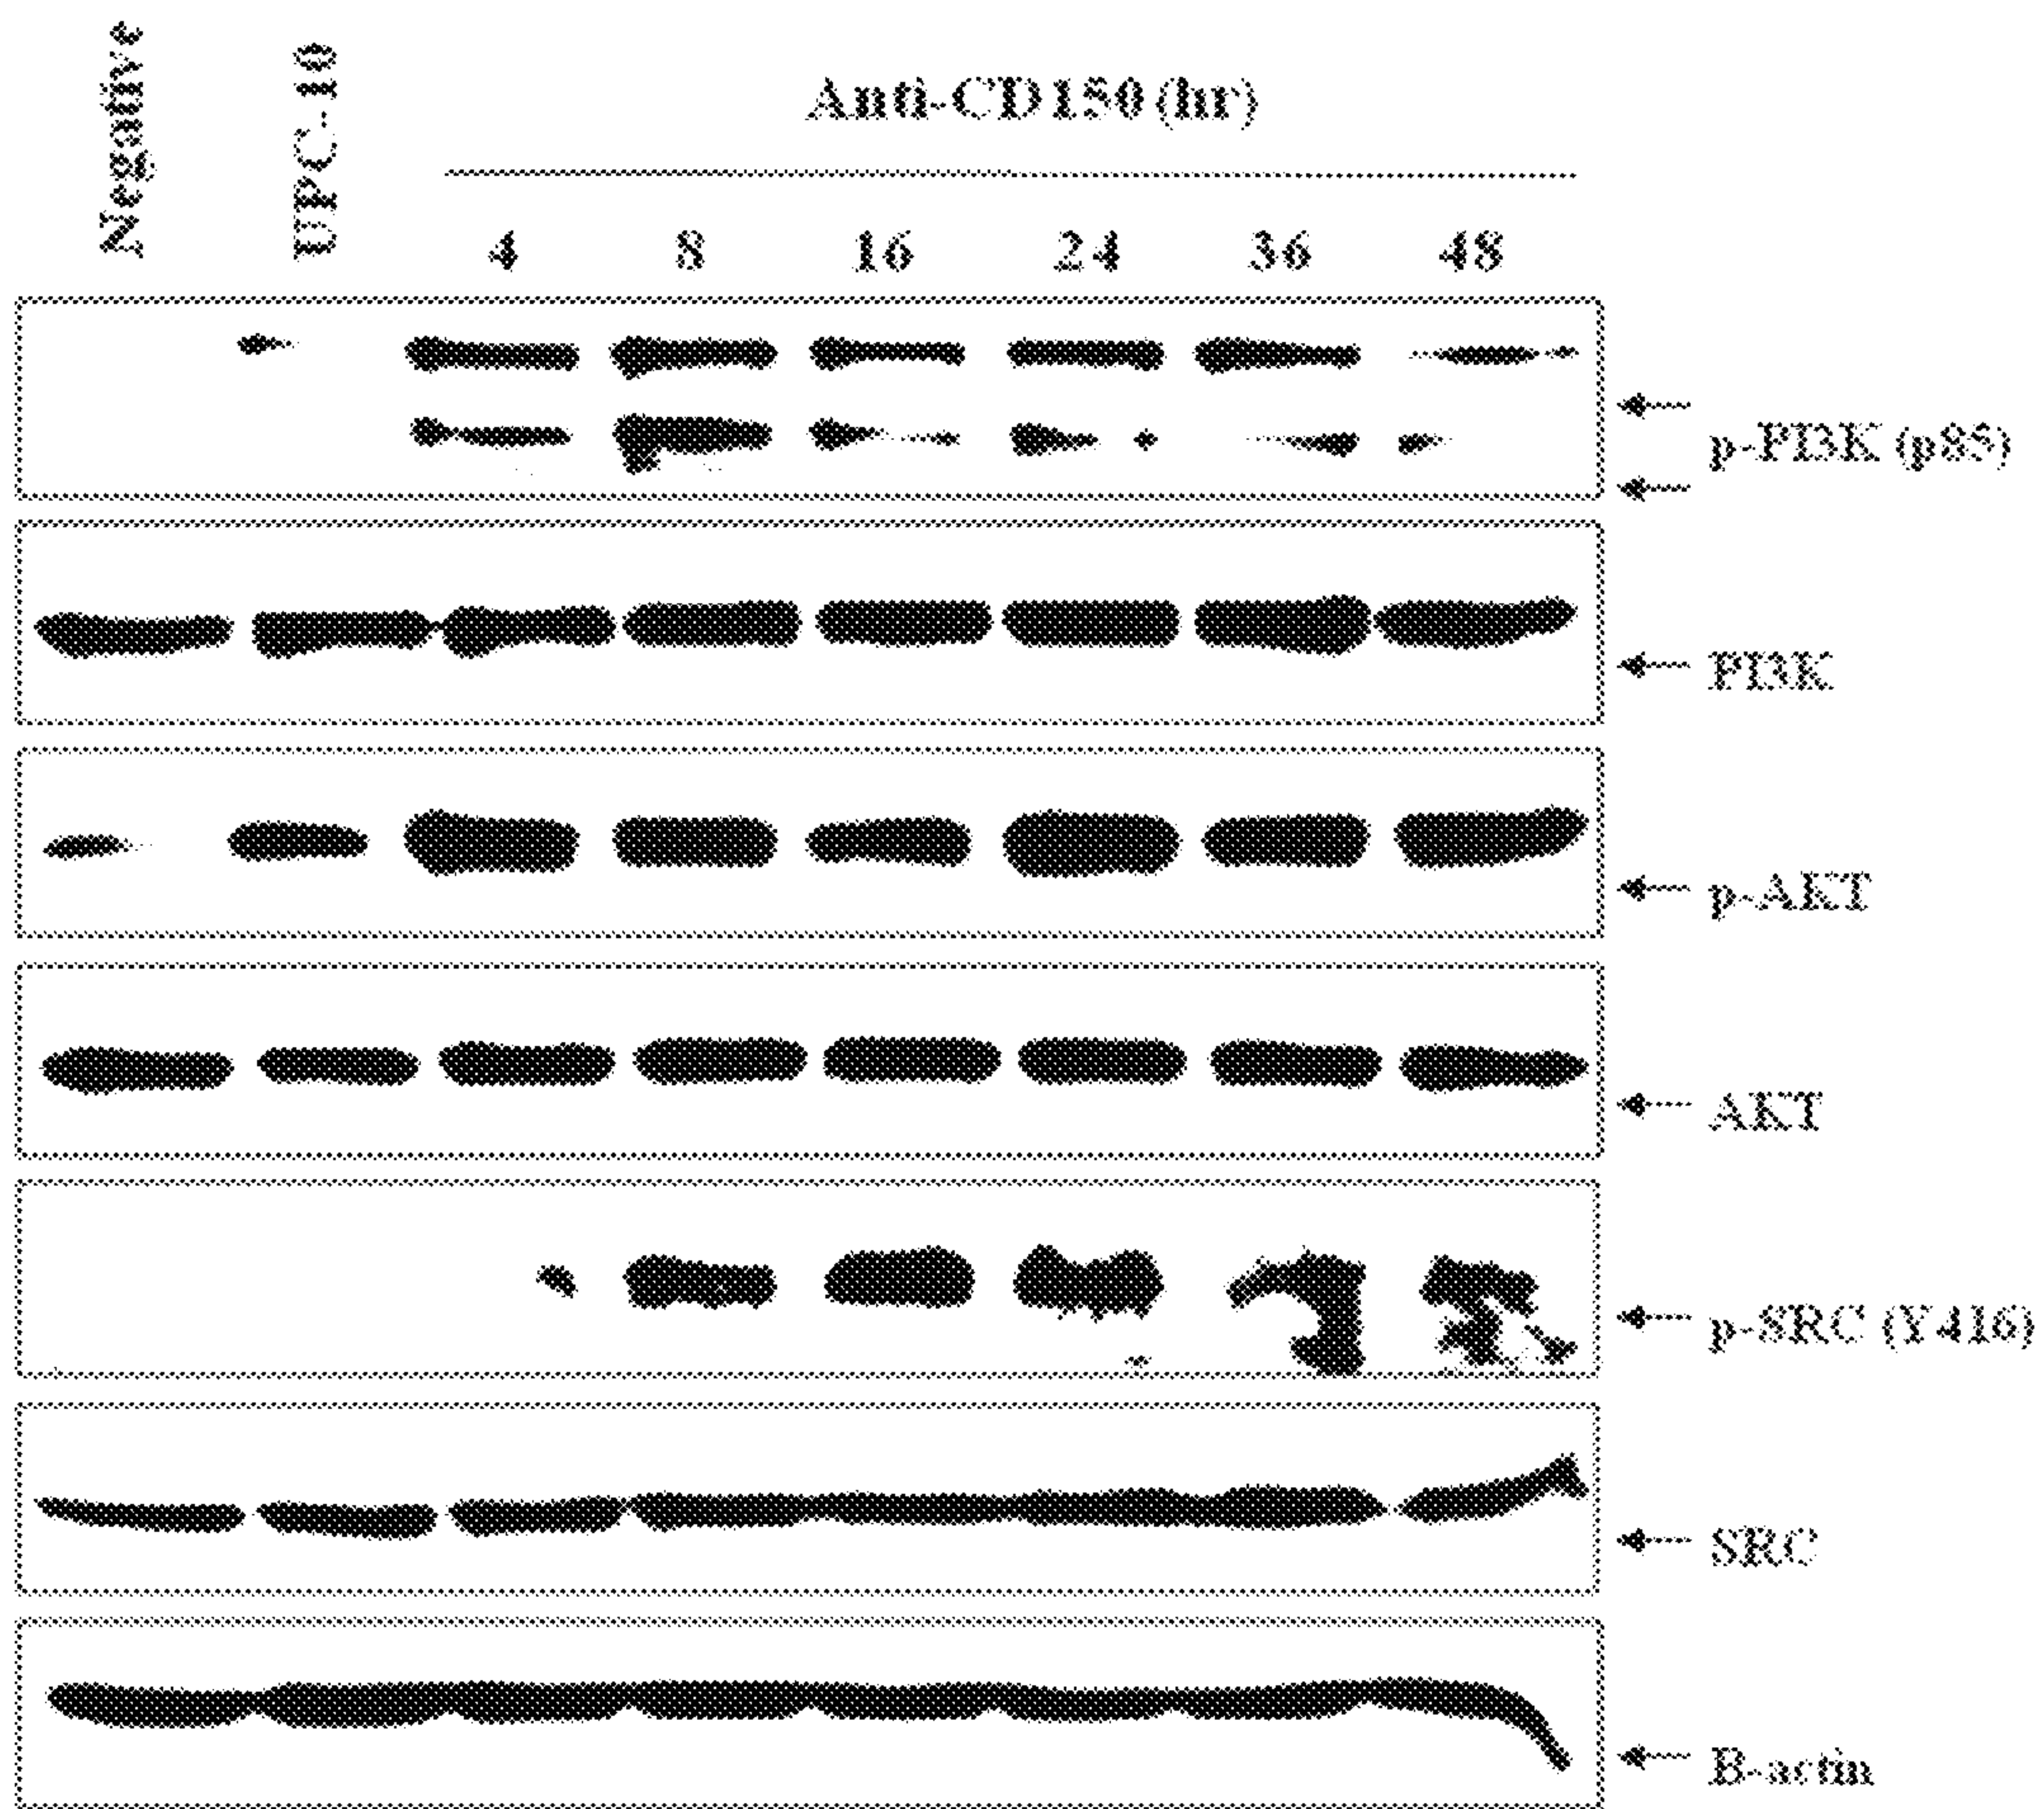 Negative
UPC-10
Anti-CD150 (hr)
4 8 16 24 36 48
p-PI3K (p85)
PI3K
p-AKT
AKT
p-SRC (Y416)
SRC
B-actin